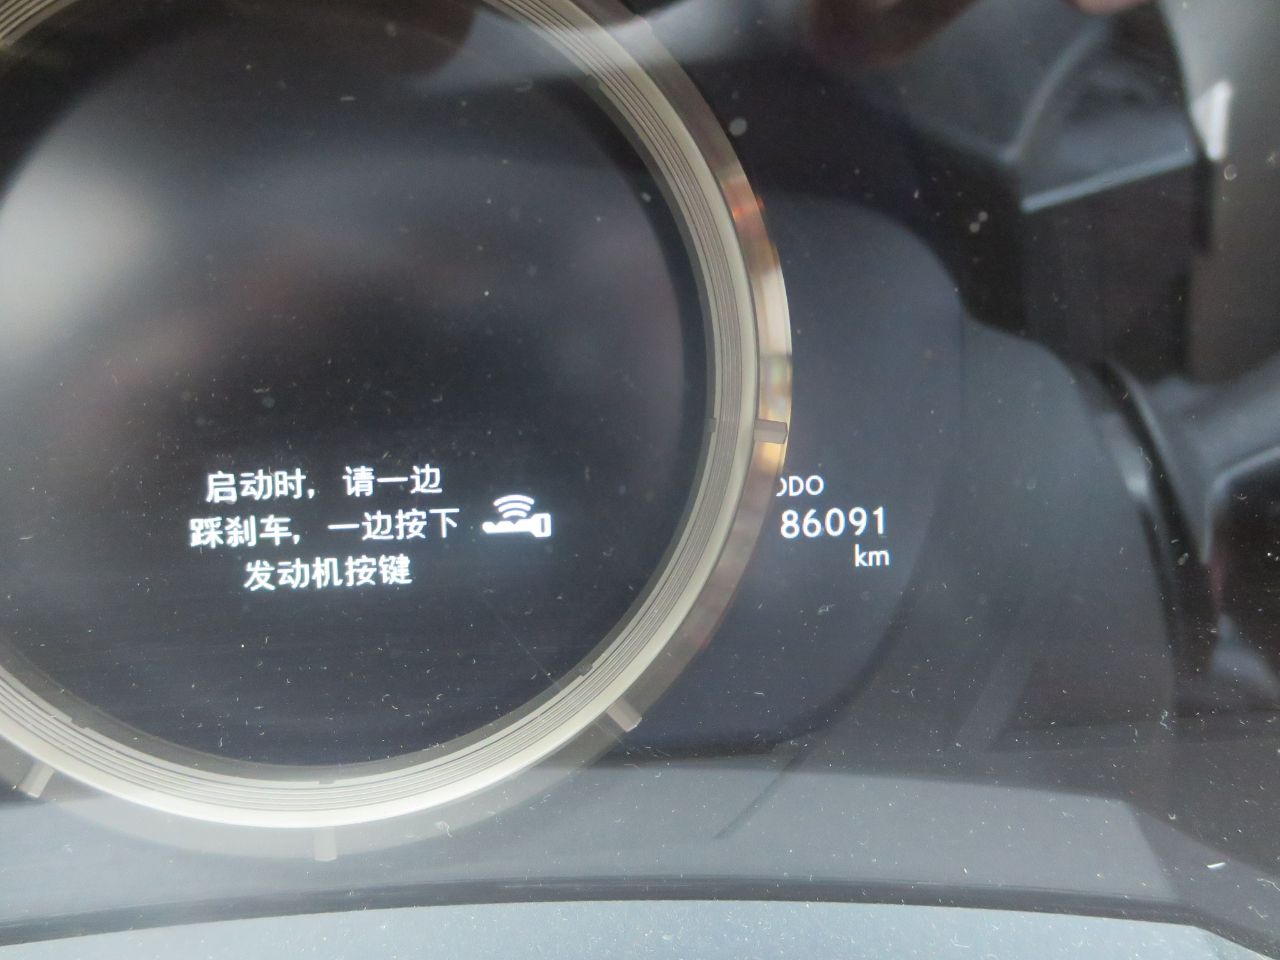 启动时，请一边
踩刹车，一边按下
发动机按键
ODO
86091
km